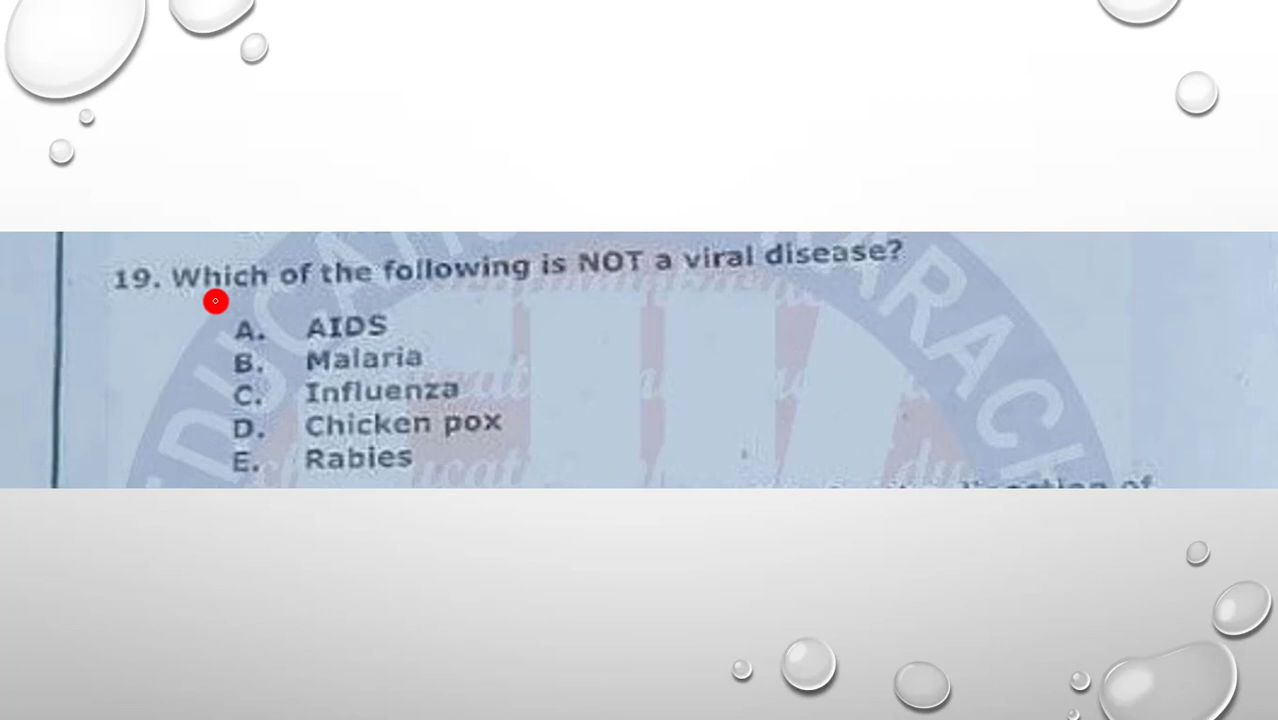 19. Which of the following is NOT a viral disease?
A. AIDS
B. Malaria
C. Influenza
D. Chicken pox
E. Rabies